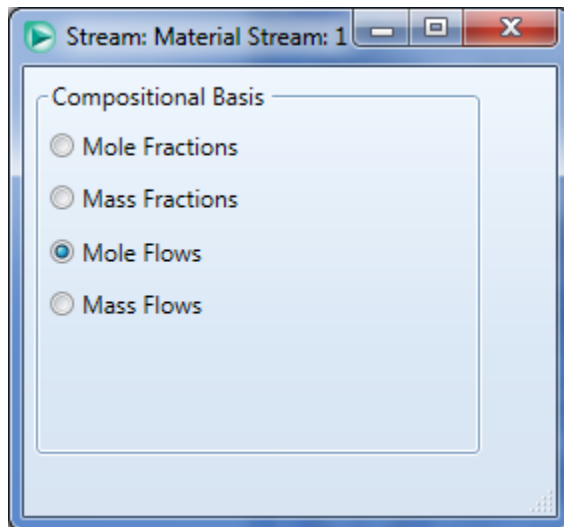 Stream: Material Stream: 1
Compositional Basis
Mole Fractions
Mass Fractions
Mole Flows
Mass Flows